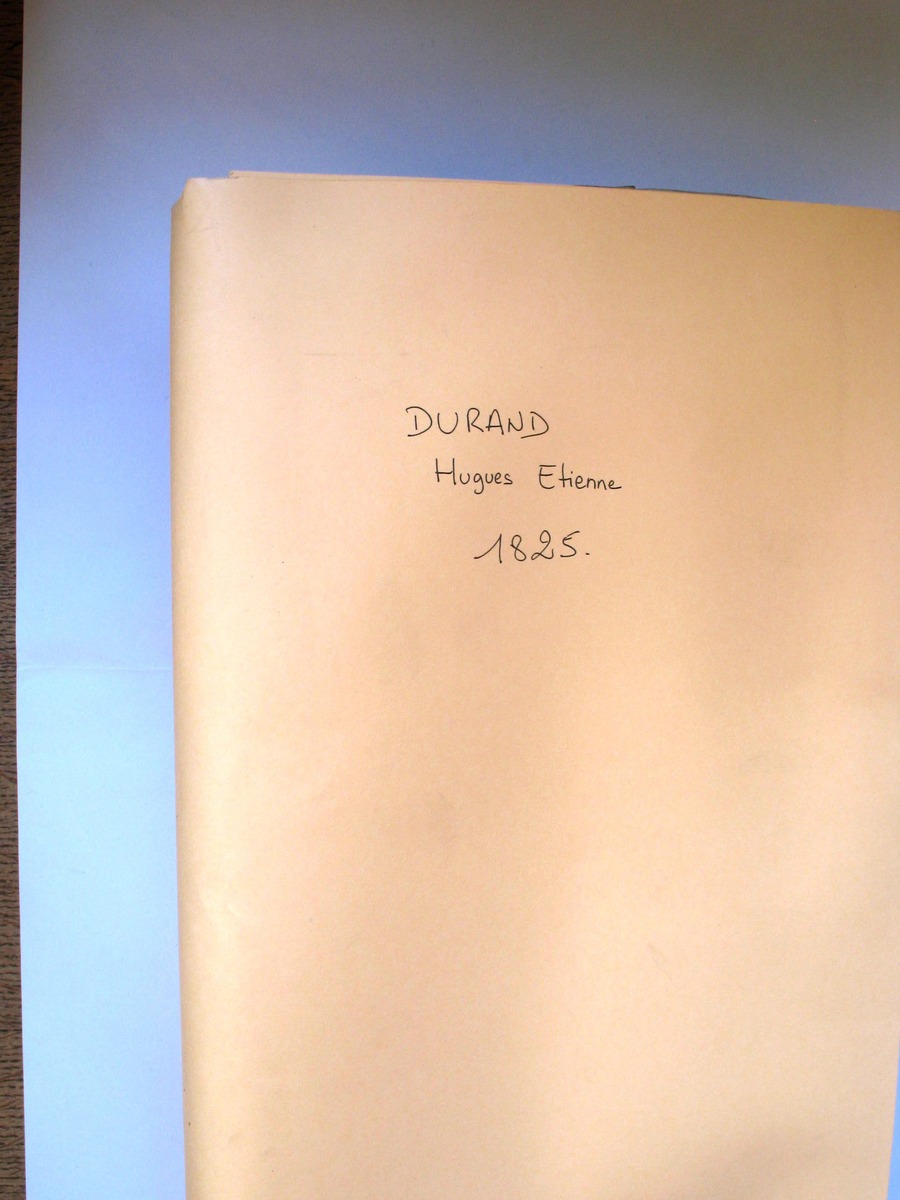 DURAND
Hugues Etienne
1825.